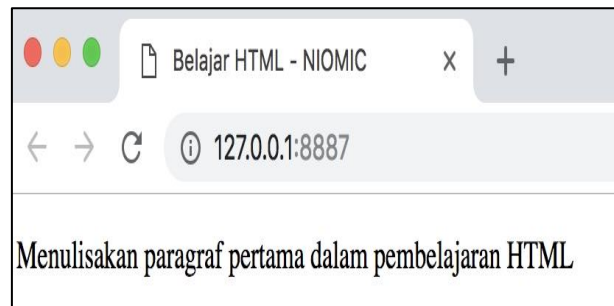 Belajar HTML - NIOMIC
127.0.0.1:8887
Menulisakan paragraf pertama dalam pembelajaran HTML